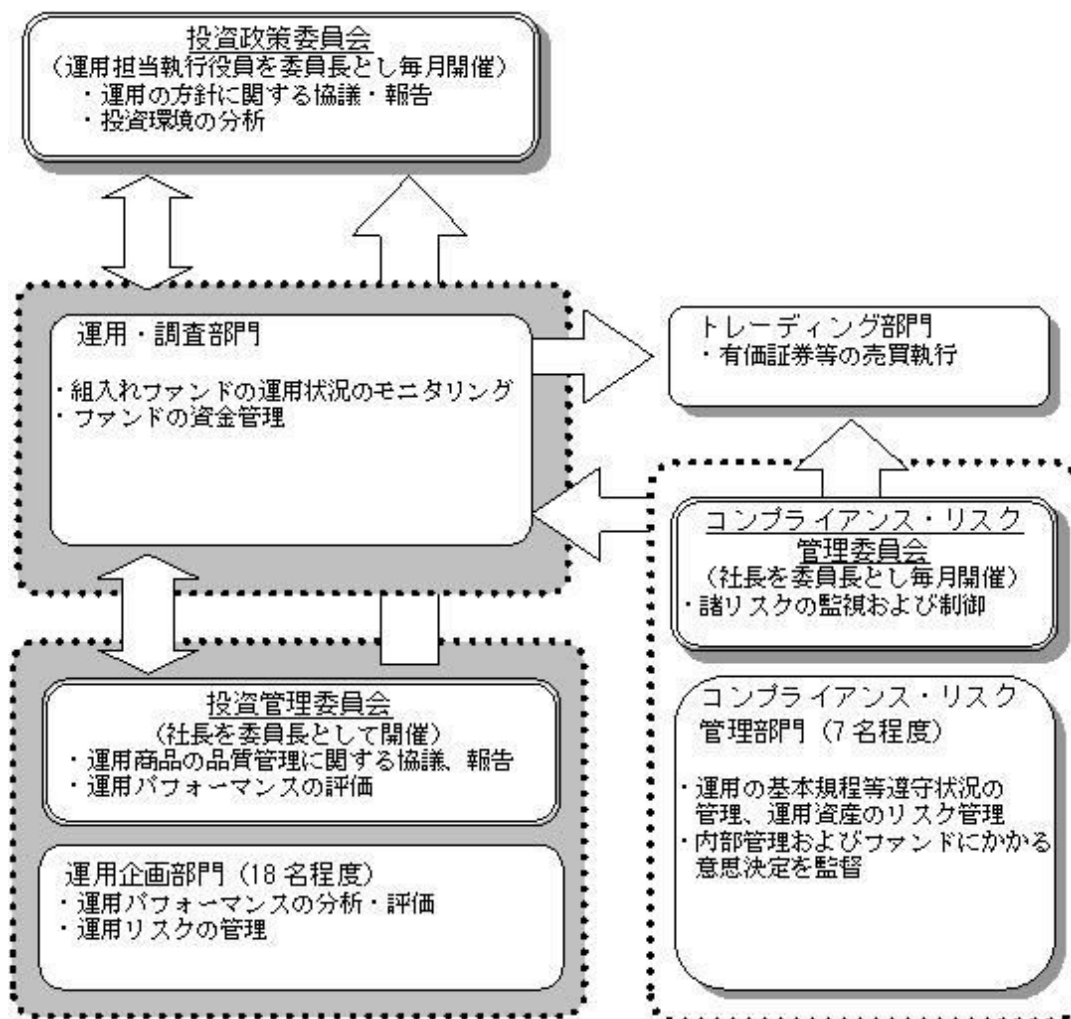 投資政策委員会
(運用担当執行役員を委員長とし毎月開催)
・運用の方針に関する協議・報告
・投資環境の分析
運用・調査部門
・組入れファンドの運用状況のモニタリング
・ファンドの資金管理
トレーディング部門
・有価証券等の売買執行
コンプライアンス・リスク
管理委員会
(社長を委員長とし毎月開催)
・諸リスクの監視および制御
投資管理委員会
(社長を委員長として開催)
・運用商品の品質管理に関する協議、報告
・運用パフォーマンスの評価
運用企画部門(18名程度)
・運用パフォーマンスの分析・評価
・運用リスクの管理
コンプライアンス・リスク
管理部門(7名程度)
・運用の基本規程等遵守状況の
管理、運用資産のリスク管理
・内部管理およびファンドにかかる
意思決定を監督